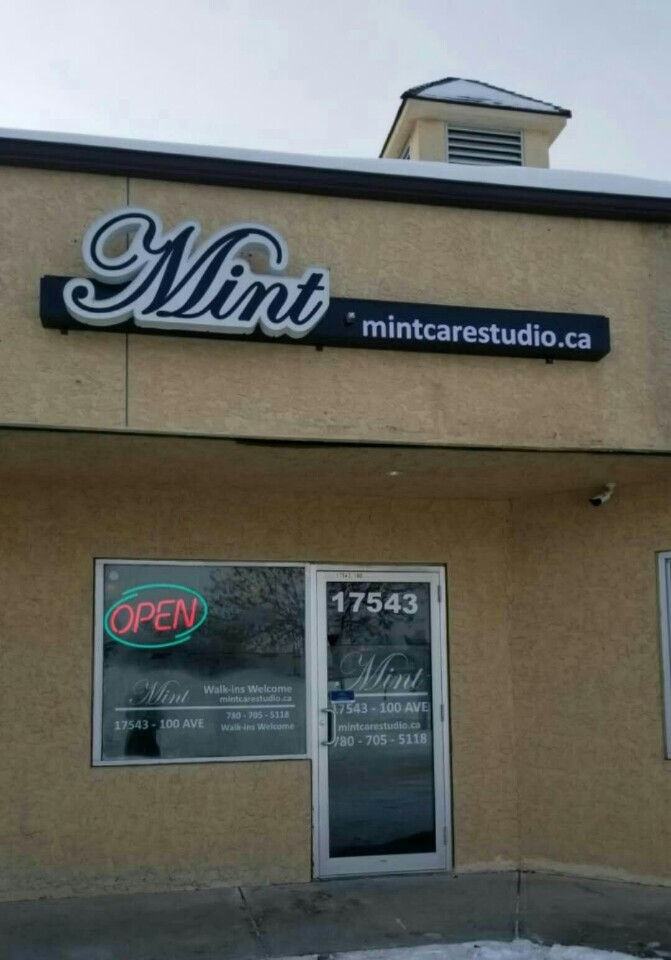 Mint
mintcarestudio.ca
OPEN
Mint
17543 - 100 AVE
Walk-ins Welcome
mintcarestudio.ca
780 - 705 - 5118
Walk-ins Welcome
17543
Mint
17543 - 100 AVE
mintcarestudio.ca
780 - 705 - 5118